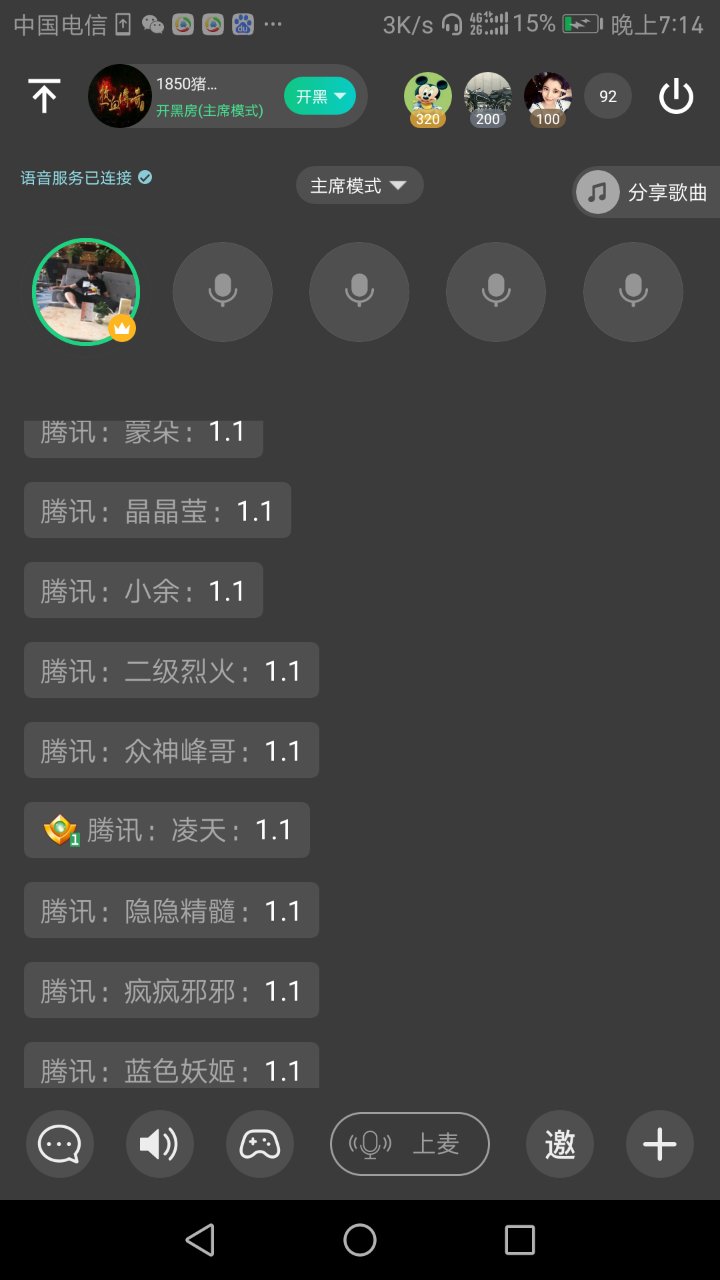 中国电信 3K/s 4G 2G 15% 晚上7:14
1850猪...
开黑房(主席模式)
开黑
320 200 100 92
语音服务已连接
主席模式
分享歌曲
腾讯：蒙朵：1.1
腾讯：晶晶莹：1.1
腾讯：小余：1.1
腾讯：二级烈火：1.1
腾讯：众神峰哥：1.1
1 腾讯：凌天：1.1
腾讯：隐隐精髓：1.1
腾讯：疯疯邪邪：1.1
腾讯：蓝色妖姬：1.1
上麦 邀